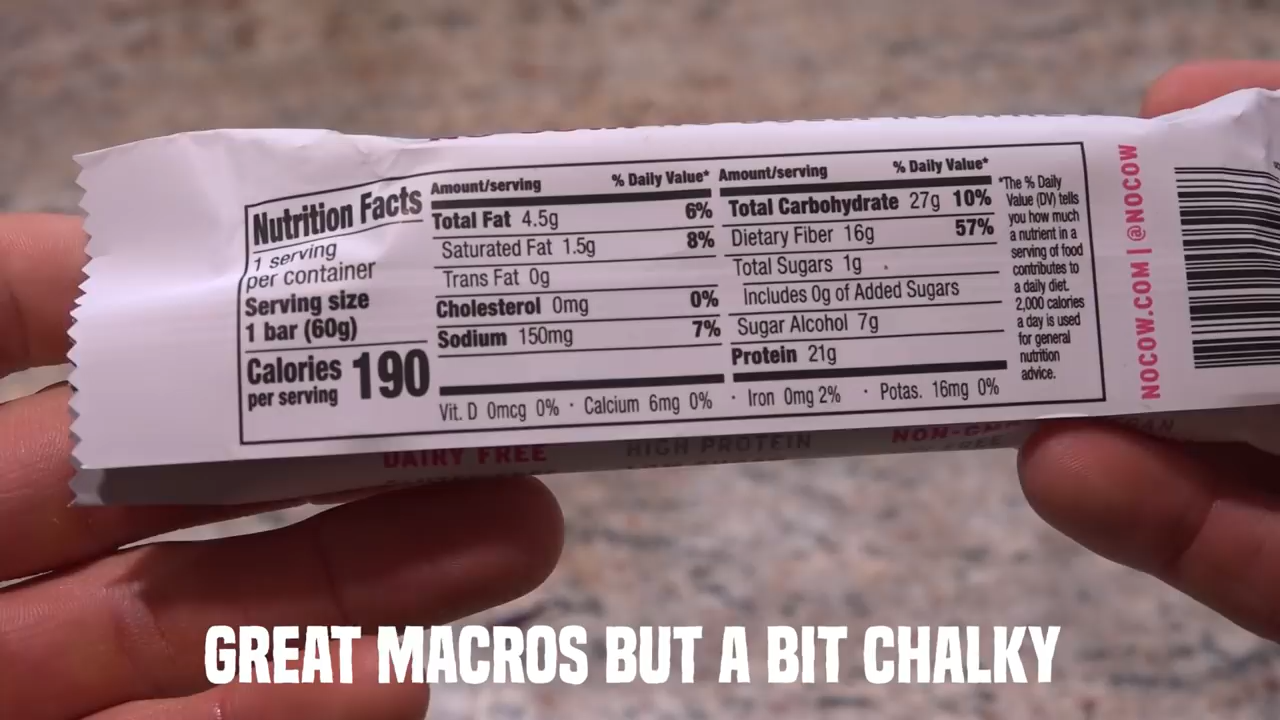 Nutrition Facts
1 serving
per container
Serving size
1 bar (60g)
Calories 190
per serving
Amount/serving % Daily Value*
Total Fat 4.5g 6%
Saturated Fat 1.5g 8%
Trans Fat 0g
Cholesterol 0mg 0%
Sodium 150mg 7%
Amount/serving % Daily Value*
Total Carbohydrate 27g 10%
Dietary Fiber 16g 57%
Total Sugars 1g
Includes 0g of Added Sugars
Sugar Alcohol 7g
Protein 21g
Vit. D 0mcg 0% · Calcium 6mg 0% · Iron 0mg 2% · Potas. 16mg 0%
*The % Daily
Value (DV) tells
you how much
a nutrient in a
serving of food
contributes to
a daily diet.
2,000 calories
a day is used
for general
nutrition
advice.
NOCOW.COM | @NOCOW
DAIRY FREE HIGH PROTEIN
FREE
GREAT MACROS BUT A BIT CHALKY